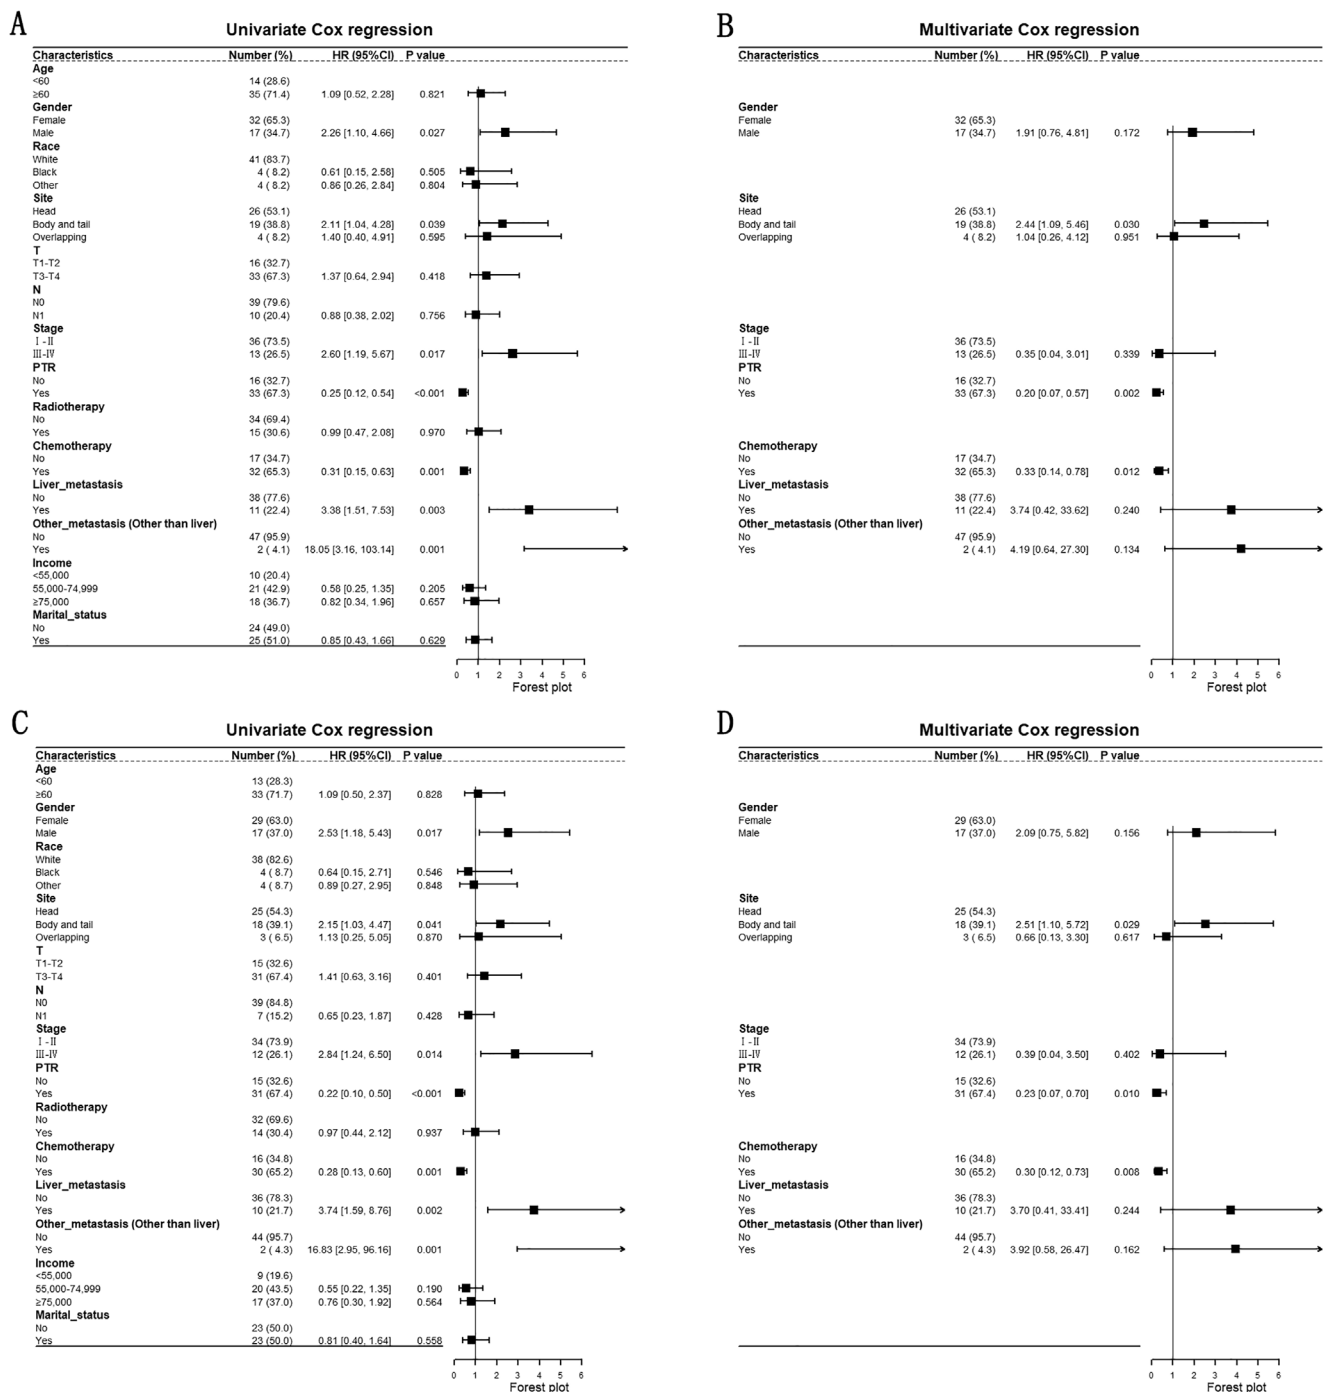 A
Univariate Cox regression
Characteristics Number (%) HR (95%CI) P value
Age
<60 14 (28.6)
≥60 35 (71.4) 1.09 [0.52, 2.28] 0.821
Gender
Female 32 (65.3)
Male 17 (34.7) 2.26 [1.10, 4.66] 0.027
Race
White 41 (83.7)
Black 4 ( 8.2) 0.61 [0.15, 2.58] 0.505
Other 4 ( 8.2) 0.86 [0.26, 2.84] 0.804
Site
Head 26 (53.1)
Body and tail 19 (38.8) 2.11 [1.04, 4.28] 0.039
Overlapping 4 ( 8.2) 1.40 [0.40, 4.91] 0.595
T
T1-T2 16 (32.7)
T3-T4 33 (67.3) 1.37 [0.64, 2.94] 0.418
N
N0 39 (79.6)
N1 10 (20.4) 0.88 [0.38, 2.02] 0.756
Stage
Ⅰ-Ⅱ 36 (73.5)
Ⅲ-Ⅳ 13 (26.5) 2.60 [1.19, 5.67] 0.017
PTR
No 16 (32.7)
Yes 33 (67.3) 0.25 [0.12, 0.54] <0.001
Radiotherapy
No 34 (69.4)
Yes 15 (30.6) 0.99 [0.47, 2.08] 0.970
Chemotherapy
No 17 (34.7)
Yes 32 (65.3) 0.31 [0.15, 0.63] 0.001
Liver_metastasis
No 38 (77.6)
Yes 11 (22.4) 3.38 [1.51, 7.53] 0.003
Other_metastasis (Other than liver)
No 47 (95.9)
Yes 2 ( 4.1) 18.05 [3.16, 103.14] 0.001
Income
<55,000 10 (20.4)
55,000-74,999 21 (42.9) 0.58 [0.25, 1.35] 0.205
≥75,000 18 (36.7) 0.82 [0.34, 1.96] 0.657
Marital_status
No 24 (49.0)
Yes 25 (51.0) 0.85 [0.43, 1.66] 0.629
0 1 2 3 4 5 6
Forest plot
B
Multivariate Cox regression
Characteristics Number (%) HR (95%CI) P value
Gender
Female 32 (65.3)
Male 17 (34.7) 1.91 [0.76, 4.81] 0.172
Site
Head 26 (53.1)
Body and tail 19 (38.8) 2.44 [1.09, 5.46] 0.030
Overlapping 4 ( 8.2) 1.04 [0.26, 4.12] 0.951
Stage
Ⅰ-Ⅱ 36 (73.5)
Ⅲ-Ⅳ 13 (26.5) 0.35 [0.04, 3.01] 0.339
PTR
No 16 (32.7)
Yes 33 (67.3) 0.20 [0.07, 0.57] 0.002
Chemotherapy
No 17 (34.7)
Yes 32 (65.3) 0.33 [0.14, 0.78] 0.012
Liver_metastasis
No 38 (77.6)
Yes 11 (22.4) 3.74 [0.42, 33.62] 0.240
Other_metastasis (Other than liver)
No 47 (95.9)
Yes 2 ( 4.1) 4.19 [0.64, 27.30] 0.134
0 1 2 3 4 5 6
Forest plot
C
Univariate Cox regression
Characteristics Number (%) HR (95%CI) P value
Age
<60 13 (28.3)
≥60 33 (71.7) 1.09 [0.50, 2.37] 0.828
Gender
Female 29 (63.0)
Male 17 (37.0) 2.53 [1.18, 5.43] 0.017
Race
White 38 (82.6)
Black 4 ( 8.7) 0.64 [0.15, 2.71] 0.546
Other 4 ( 8.7) 0.89 [0.27, 2.95] 0.848
Site
Head 25 (54.3)
Body and tail 18 (39.1) 2.15 [1.03, 4.47] 0.041
Overlapping 3 ( 6.5) 1.13 [0.25, 5.05] 0.870
T
T1-T2 15 (32.6)
T3-T4 31 (67.4) 1.41 [0.63, 3.16] 0.401
N
N0 39 (84.8)
N1 7 (15.2) 0.65 [0.23, 1.87] 0.428
Stage
Ⅰ-Ⅱ 34 (73.9)
Ⅲ-Ⅳ 12 (26.1) 2.84 [1.24, 6.50] 0.014
PTR
No 15 (32.6)
Yes 31 (67.4) 0.22 [0.10, 0.50] <0.001
Radiotherapy
No 32 (69.6)
Yes 14 (30.4) 0.97 [0.44, 2.12] 0.937
Chemotherapy
No 16 (34.8)
Yes 30 (65.2) 0.28 [0.13, 0.60] 0.001
Liver_metastasis
No 36 (78.3)
Yes 10 (21.7) 3.74 [1.59, 8.76] 0.002
Other_metastasis (Other than liver)
No 44 (95.7)
Yes 2 ( 4.3) 16.83 [2.95, 96.16] 0.001
Income
<55,000 9 (19.6)
55,000-74,999 20 (43.5) 0.55 [0.22, 1.35] 0.190
≥75,000 17 (37.0) 0.76 [0.30, 1.92] 0.564
Marital_status
No 23 (50.0)
Yes 23 (50.0) 0.81 [0.40, 1.64] 0.558
0 1 2 3 4 5 6
Forest plot
D
Multivariate Cox regression
Characteristics Number (%) HR (95%CI) P value
Gender
Female 29 (63.0)
Male 17 (37.0) 2.09 [0.75, 5.82] 0.156
Site
Head 25 (54.3)
Body and tail 18 (39.1) 2.51 [1.10, 5.72] 0.029
Overlapping 3 ( 6.5) 0.66 [0.13, 3.30] 0.617
Stage
Ⅰ-Ⅱ 34 (73.9)
Ⅲ-Ⅳ 12 (26.1) 0.39 [0.04, 3.50] 0.402
PTR
No 15 (32.6)
Yes 31 (67.4) 0.23 [0.07, 0.70] 0.010
Chemotherapy
No 16 (34.8)
Yes 30 (65.2) 0.30 [0.12, 0.73] 0.008
Liver_metastasis
No 36 (78.3)
Yes 10 (21.7) 3.70 [0.41, 33.41] 0.244
Other_metastasis (Other than liver)
No 44 (95.7)
Yes 2 ( 4.3) 3.92 [0.58, 26.47] 0.162
0 1 2 3 4 5 6
Forest plot